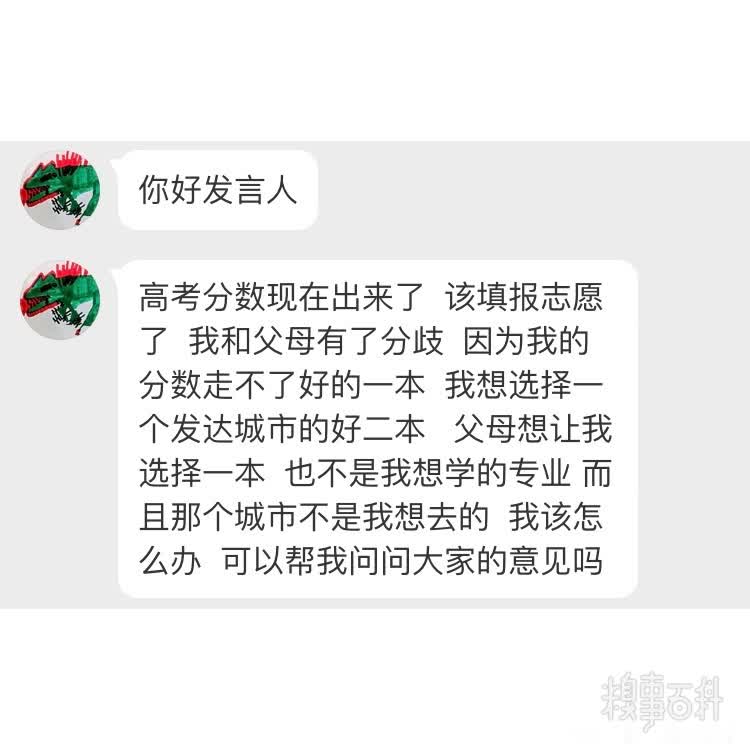 你好发言人
高考分数现在出来了 该填报志愿
了 我和父母有了分歧 因为我的
分数走不了好的一本 我想选择一
个发达城市的好二本 父母想让我
选择一本 也不是我想学的专业 而
且那个城市不是我想去的 我该怎
么办 可以帮我问问大家的意见吗
糗事百科